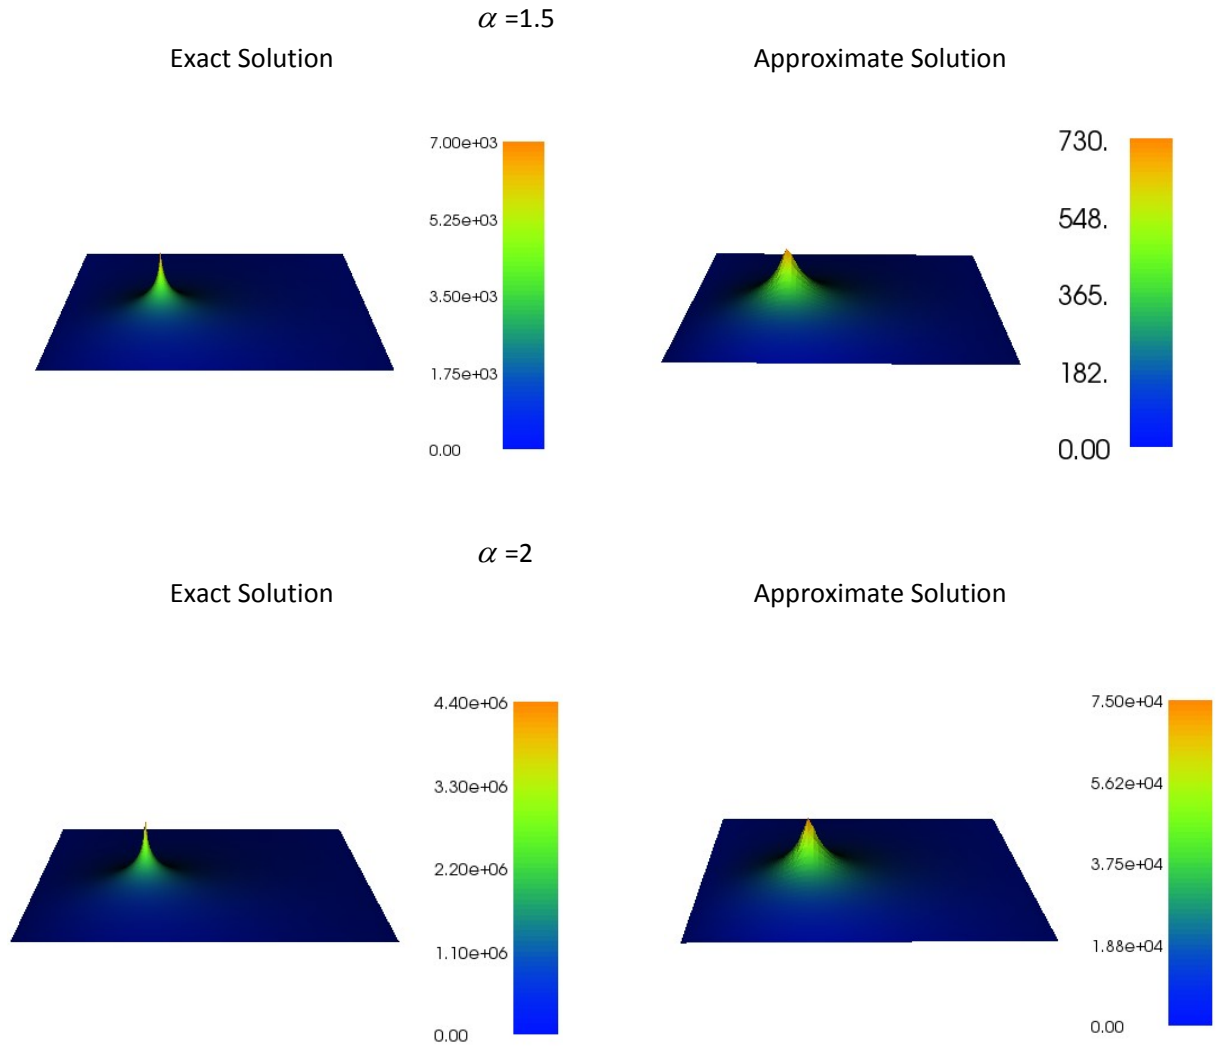 α =1.5
Exact Solution
Approximate Solution
7.00e+03
5.25e+03
3.50e+03
1.75e+03
0.00
730.
548.
365.
182.
0.00
α =2
Exact Solution
Approximate Solution
4.40e+06
3.30e+06
2.20e+06
1.10e+06
0.00
7.50e+04
5.62e+04
3.75e+04
1.88e+04
0.00